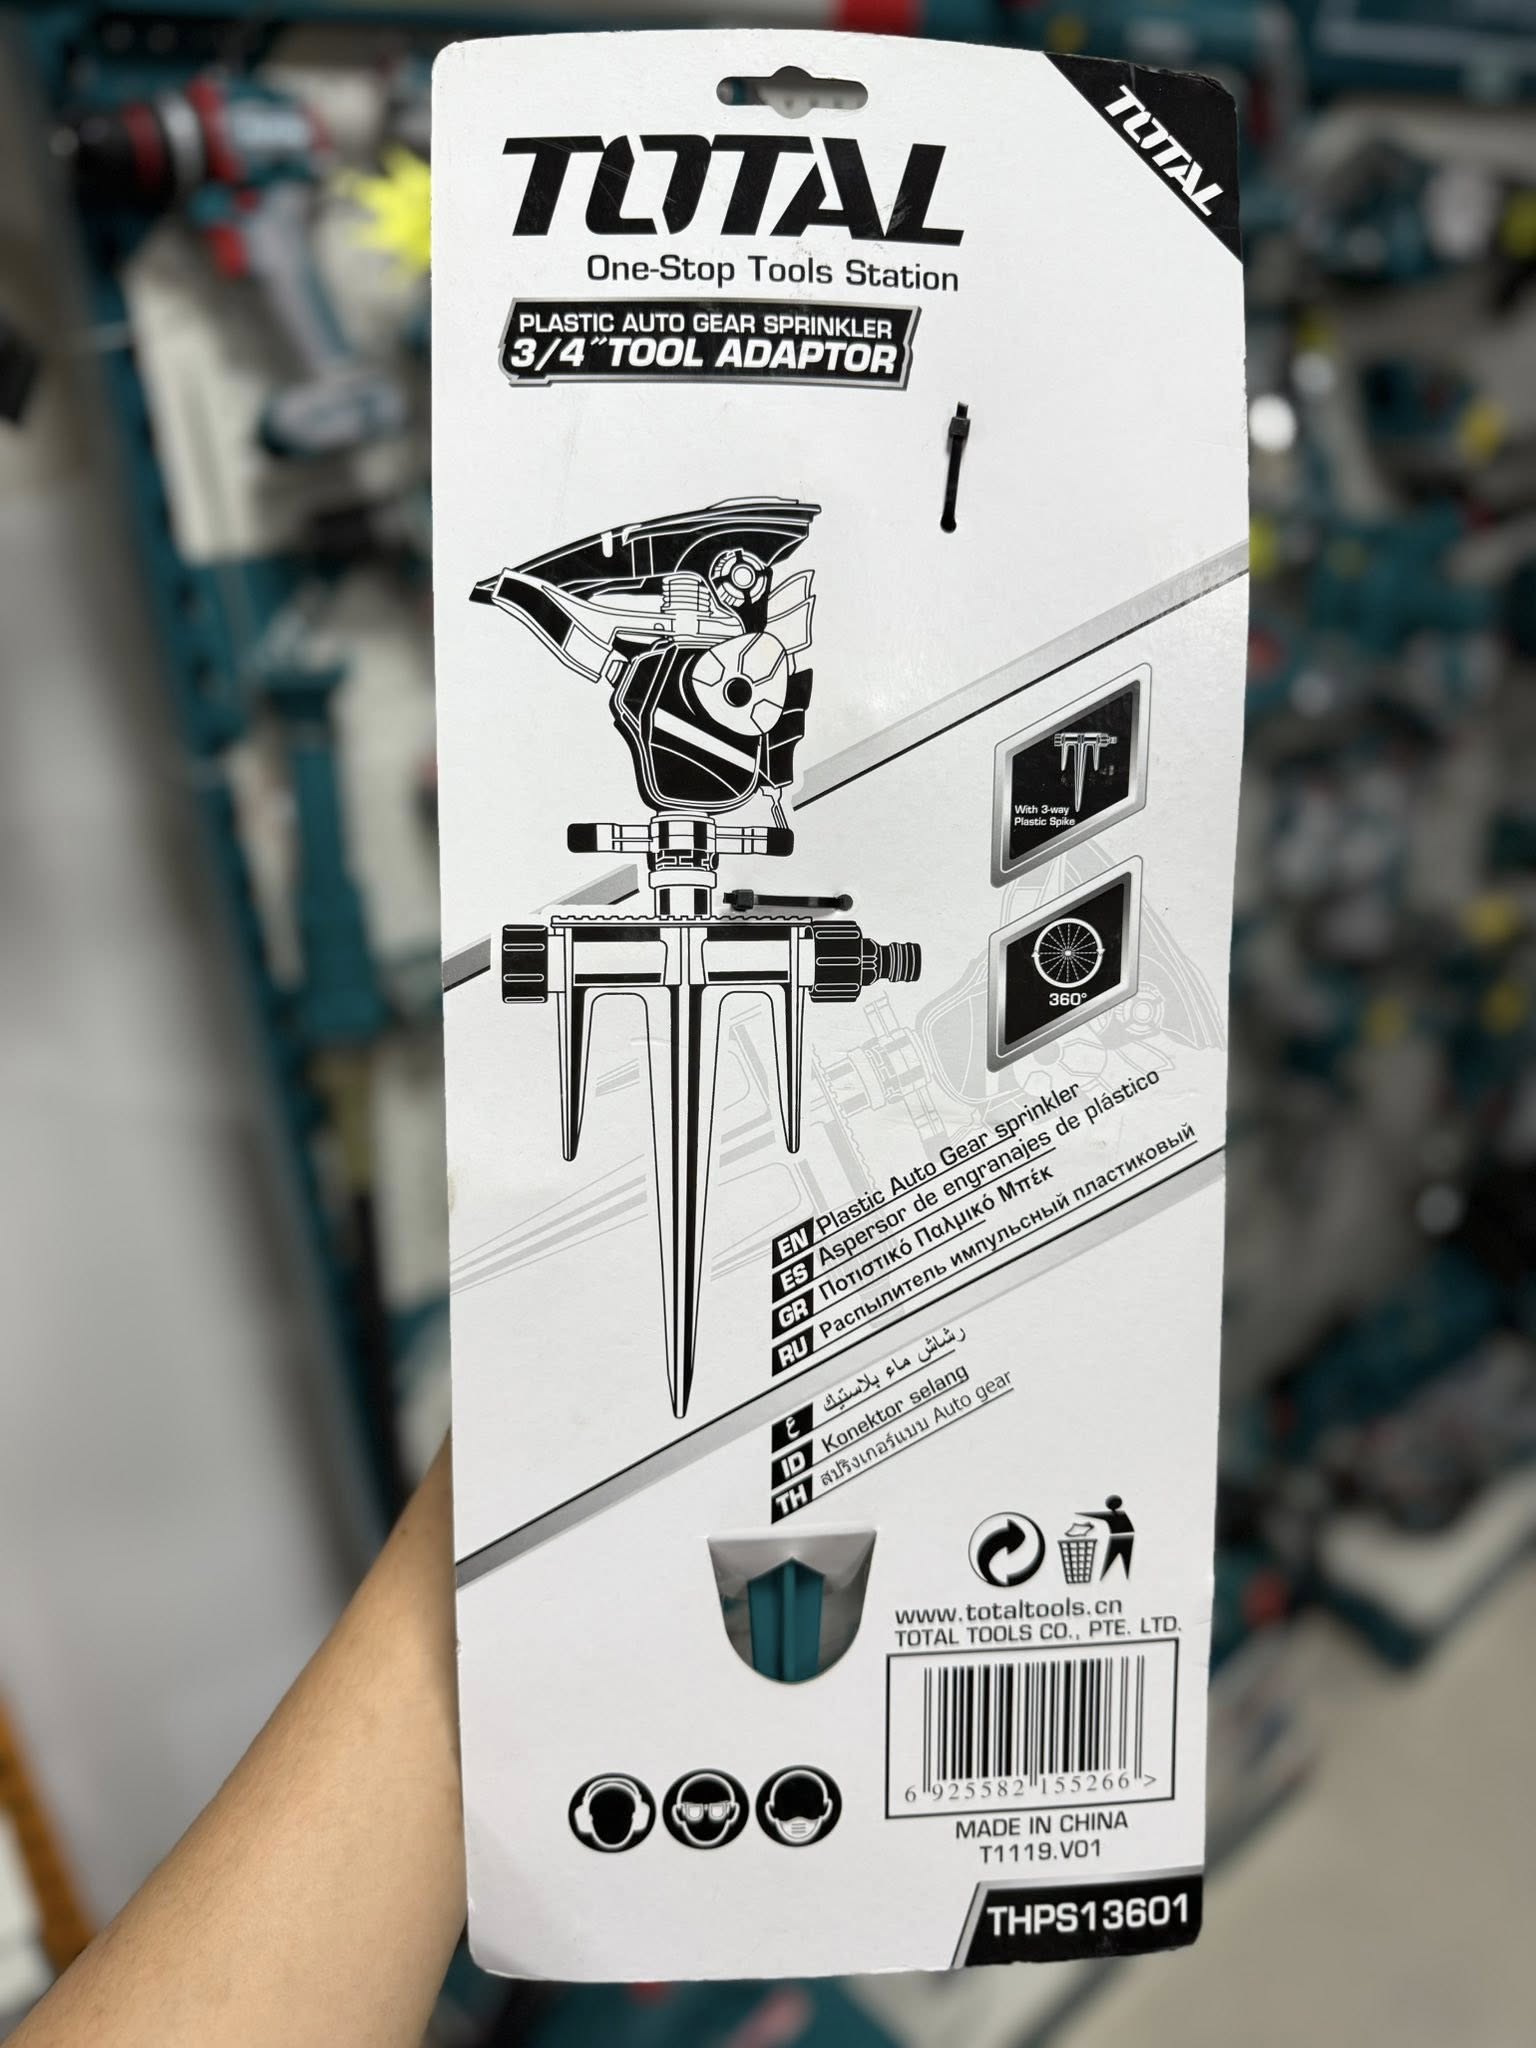 TOTAL
TOTAL
One-Stop Tools Station
PLASTIC AUTO GEAR SPRINKLER
3/4″ TOOL ADAPTOR
With 3-way
Plastic Spike
360°
EN Plastic Auto Gear sprinkler
ES Aspersor de engranajes de plástico
GR Ποτιστικό Παλμικό Μπέκ
RU Распылитель импульсный пластиковый
ع رشاش ماء بلاستيك
ID Konektor selang
TH สปริงเกอร์แบบ Auto gear
www.totaltools.cn
TOTAL TOOLS CO., PTE. LTD.
6 925582 155266 >
MADE IN CHINA
T1119.V01
THPS13601